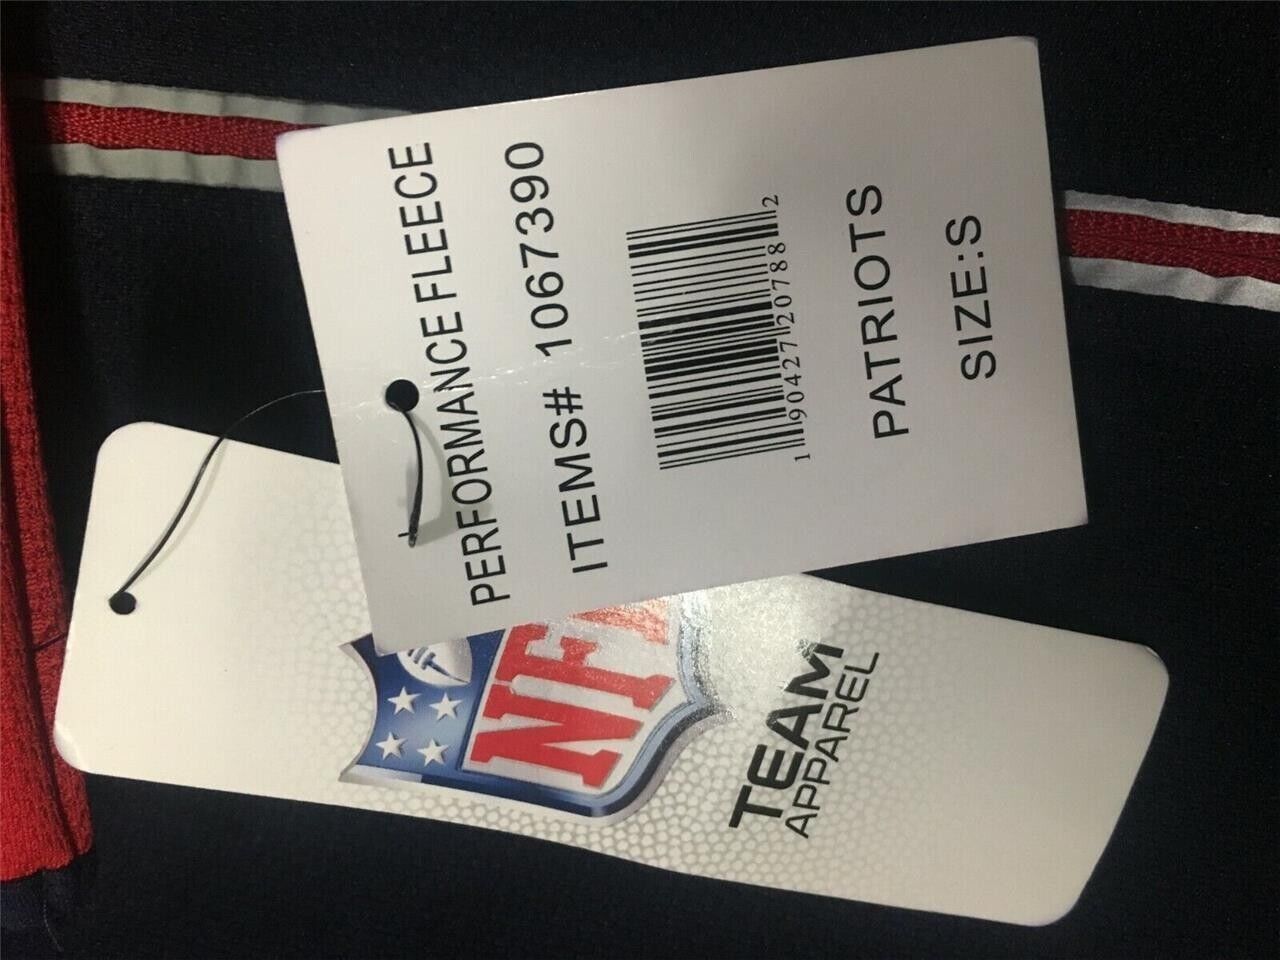 PERFORMANCE FLEECE
ITEMS# 1067390
1 90427 20788 2
PATRIOTS
SIZE:S
NFL
TEAM
APPAREL